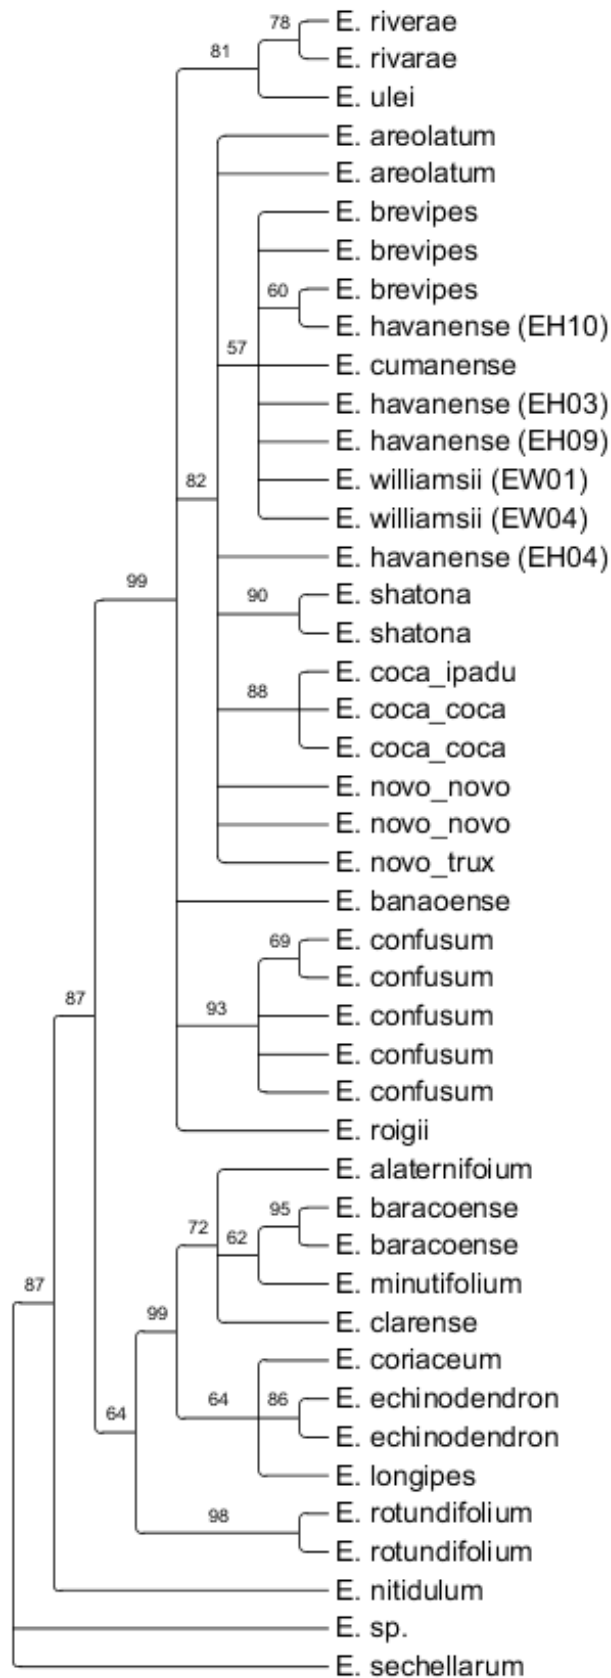 78
E. riverae
81
E. rivarae
E. ulei
E. areolatum
E. areolatum
E. brevipes
E. brevipes
60
E. brevipes
E. havanense (EH10)
57
E. cumanense
E. havanense (EH03)
E. havanense (EH09)
82
E. williamsii (EW01)
E. williamsii (EW04)
E. havanense (EH04)
99
90
E. shatona
E. shatona
E. coca_ipadu
88
E. coca_coca
E. coca_coca
E. novo_novo
E. novo_novo
E. novo_trux
E. banaoense
69
E. confusum
E. confusum
87
93
E. confusum
E. confusum
E. confusum
E. roigii
E. alaternifoium
95
E. baracoense
72
62
E. baracoense
E. minutifolium
87
99
E. clarense
E. coriaceum
64
64
86
E. echinodendron
E. echinodendron
E. longipes
98
E. rotundifolium
E. rotundifolium
E. nitidulum
E. sp.
E. sechellarum